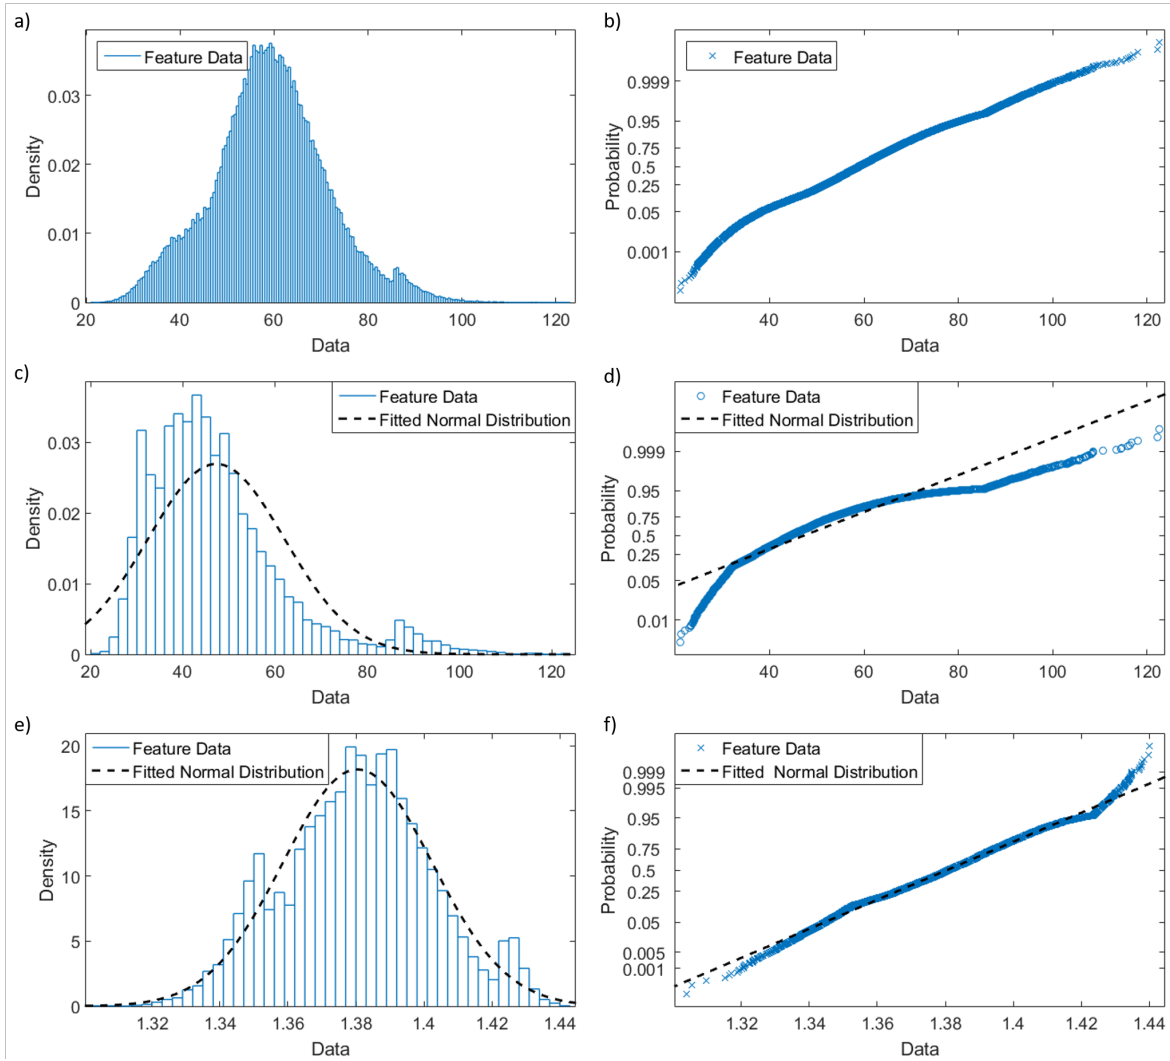 a)
Feature Data
Density
0.03
0.02
0.01
0
20 40 60 80 100 120
Data
b)
Feature Data
Probability
0.999
0.95
0.75
0.5
0.25
0.05
0.001
40 60 80 100 120
Data
c)
Feature Data
Fitted Normal Distribution
Density
0.03
0.02
0.01
0
20 40 60 80 100 120
Data
d)
Feature Data
Fitted Normal Distribution
Probability
0.999
0.95
0.75
0.5
0.25
0.05
0.01
40 60 80 100 120
Data
e)
Feature Data
Fitted Normal Distribution
Density
20
15
10
5
0
1.32 1.34 1.36 1.38 1.4 1.42 1.44
Data
f)
Feature Data
Fitted Normal Distribution
Probability
0.999
0.995
0.95
0.75
0.5
0.25
0.05
0.005
0.001
1.32 1.34 1.36 1.38 1.4 1.42 1.44
Data